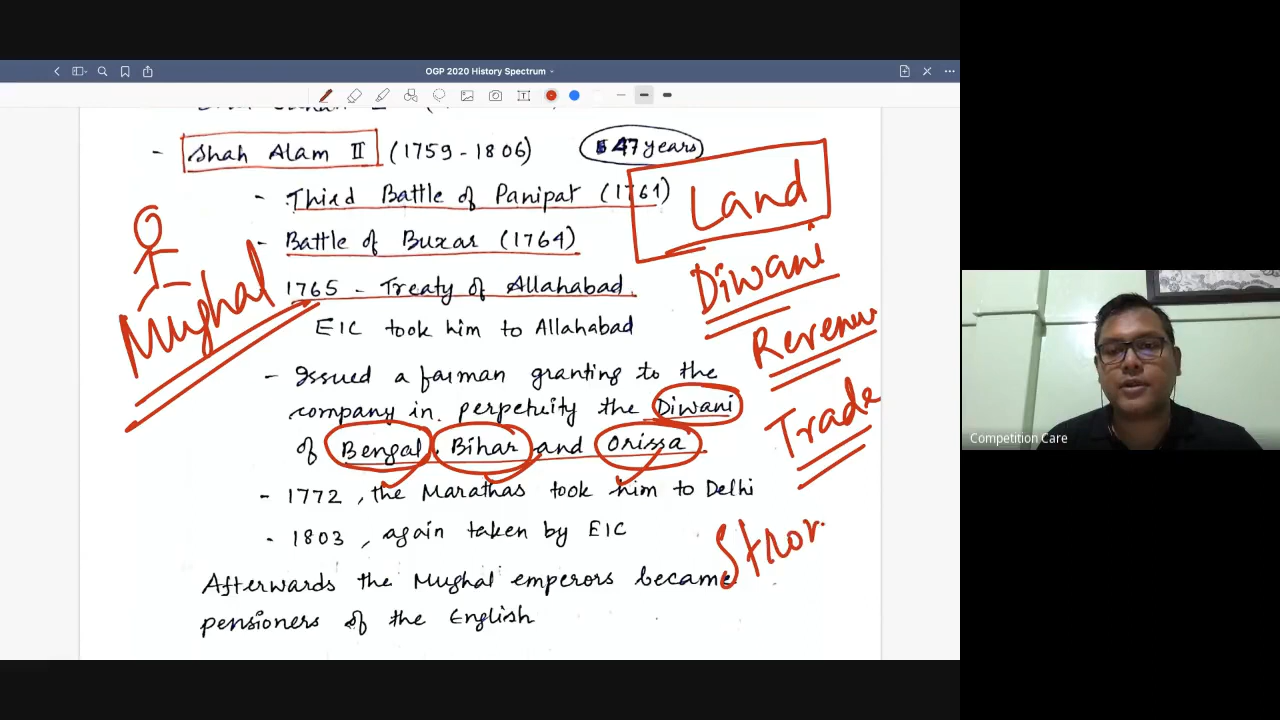 OGP 2020 History Spectrum
- Shah Alam II (1759-1806) 47 years
- Third Battle of Panipat (1761)
- Battle of Buxar (1764)
1765 - Treaty of Allahabad
EIC took him to Allahabad
- Issued a farman granting to the
company in perpetuity the Diwani
of Bengal, Bihar and Orissa
- 1772, the Marathas took him to Delhi
- 1803, again taken by EIC
Afterwards the Mughal emperors became
pensioners of the English
Mughal
Land
Diwani
Revenue
Trade
Stron
Competition Care